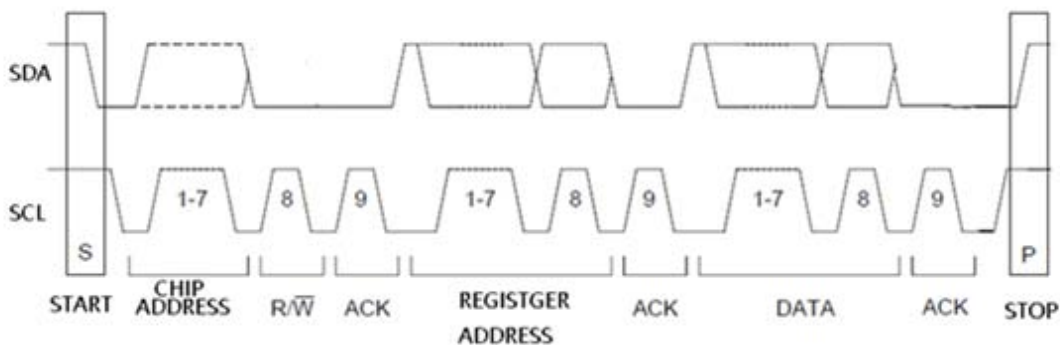 SDA
SCL
1-7
8
9
1-7
8
9
1-7
8
9
S
P
START
CHIP
ADDRESS
R/W̅
ACK
REGISTGER
ADDRESS
ACK
DATA
ACK
STOP